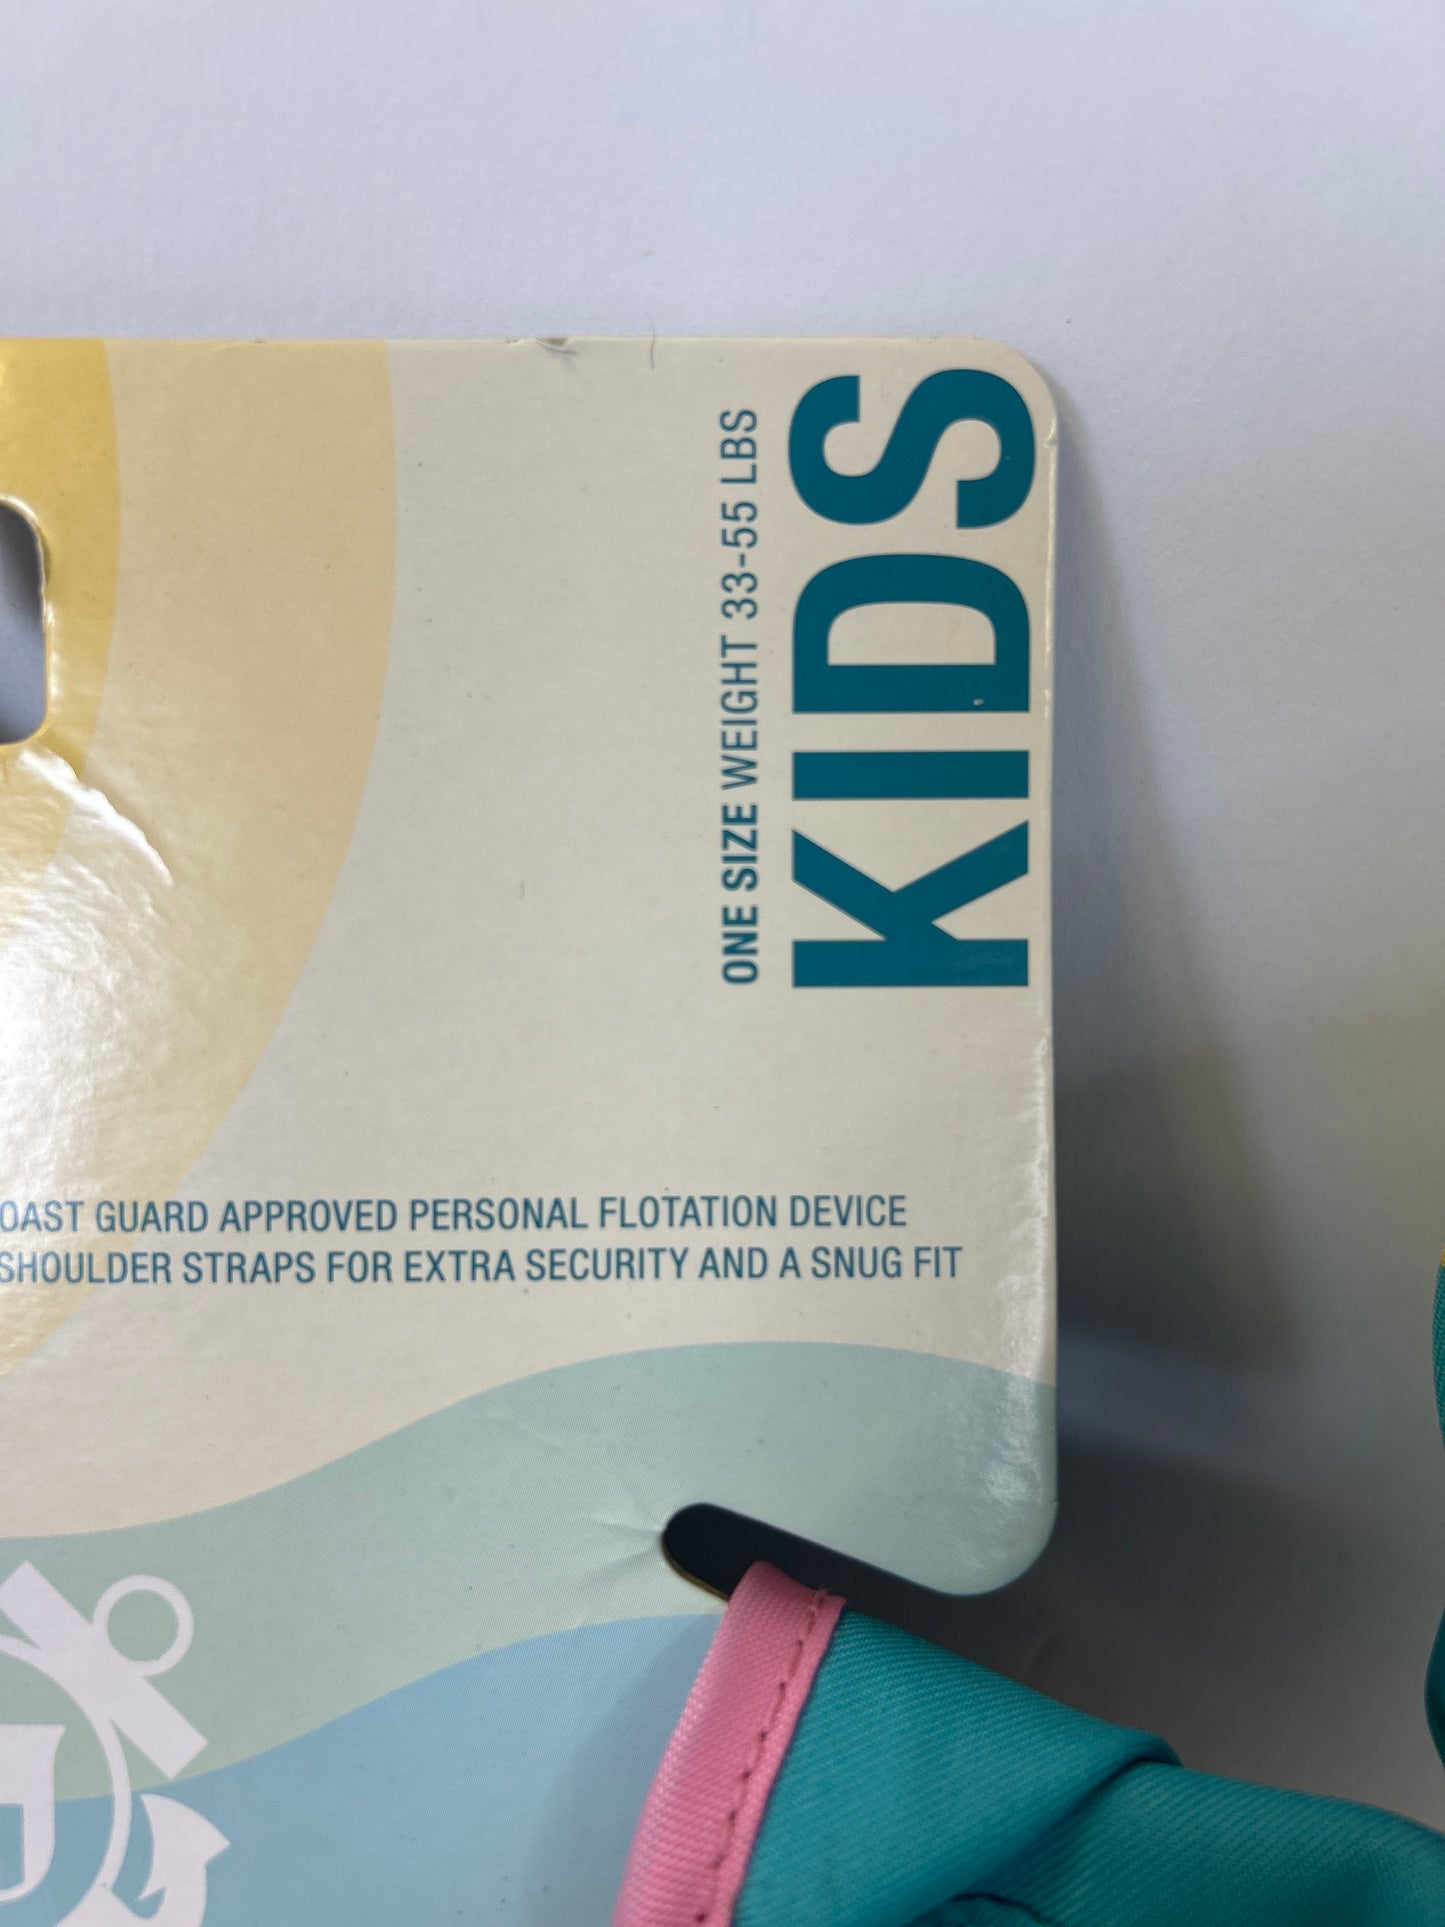 KIDS
ONE SIZE WEIGHT 33-55 LBS
COAST GUARD APPROVED PERSONAL FLOTATION DEVICE
SHOULDER STRAPS FOR EXTRA SECURITY AND A SNUG FIT